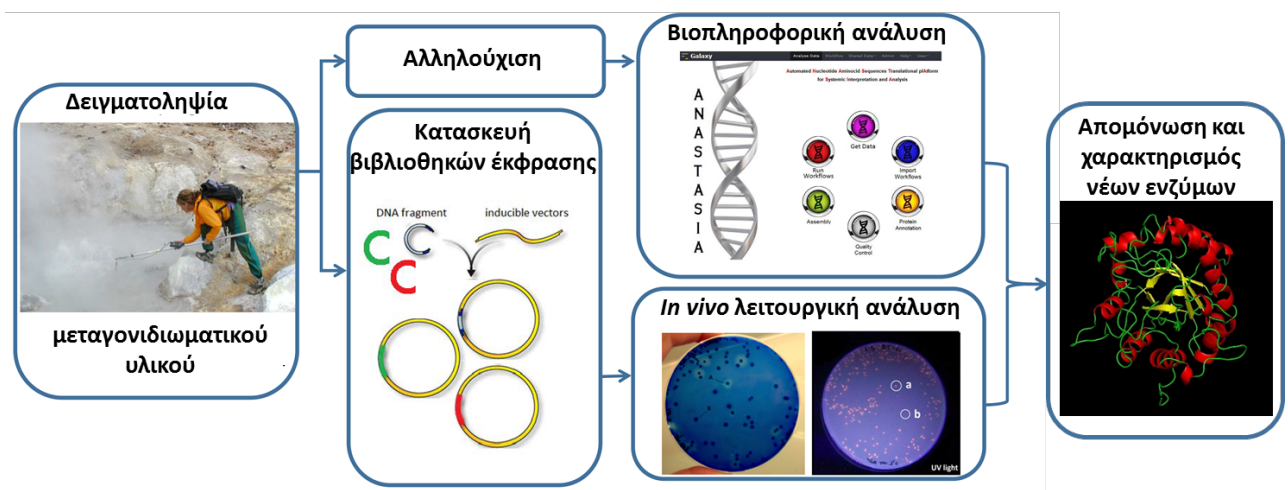 Δειγματοληψία
μεταγονιδιωματικού
υλικού
Αλληλούχιση
Κατασκευή
βιβλιοθηκών έκφρασης
DNA fragment
inducible vectors
Βιοπληροφορική ανάλυση
Galaxy
Analyze Data
Automated Nucleotide Aminoacid Sequences Translational plAtform
for Systemic Interpretation and Analysis
A
N
A
S
T
A
S
I
A
Get Data
Run
Workflows
Import
Workflows
Assembly
Protein
Annotation
Quality
Control
In vivo λειτουργική ανάλυση
a
b
UV light
Απομόνωση και
χαρακτηρισμός
νέων ενζύμων